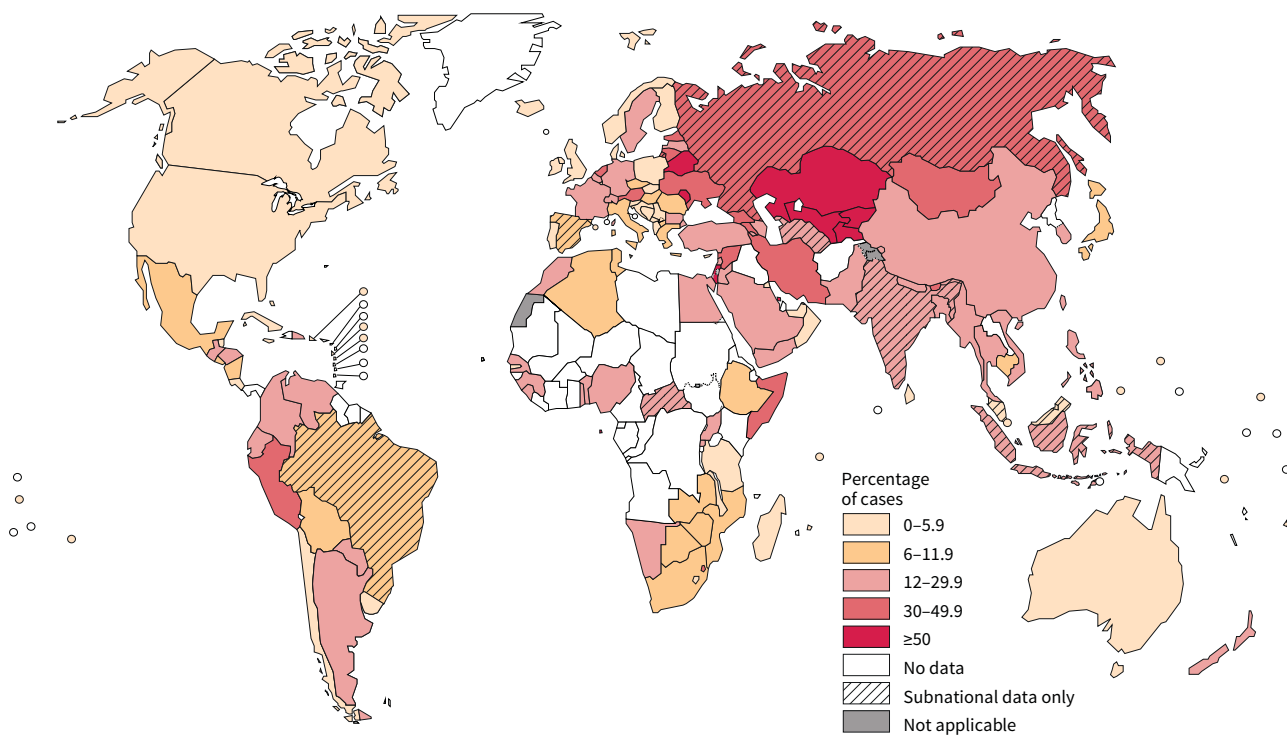 Percentage
of cases
0–5.9
6–11.9
12–29.9
30–49.9
≥50
No data
Subnational data only
Not applicable